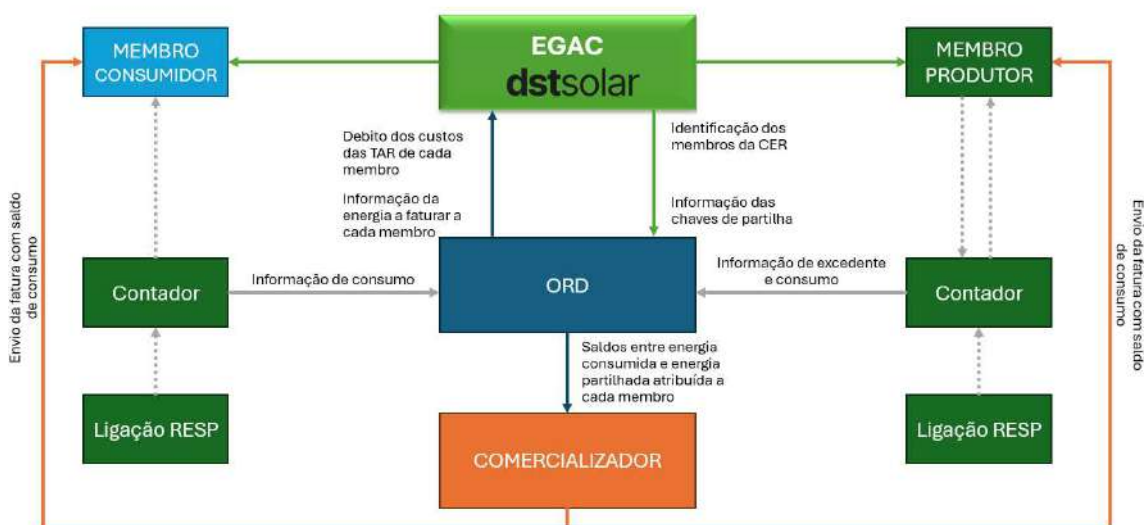 MEMBRO
CONSUMIDOR
EGAC
dstsolar
MEMBRO
PRODUTOR
Debito dos custos
das TAR de cada
membro
Informação da
energia a faturar a
cada membro
Identificação dos
membros da CER
Informação das
chaves de partilha
Envio da fatura com saldo
de consumo
Contador
Informação de consumo
ORD
Informação de excedente
e consumo
Contador
Envio da fatura com saldo
de consumo
Saldos entre energia
consumida e energia
partilhada atribuída a
cada membro
Ligação RESP
COMERCIALIZADOR
Ligação RESP